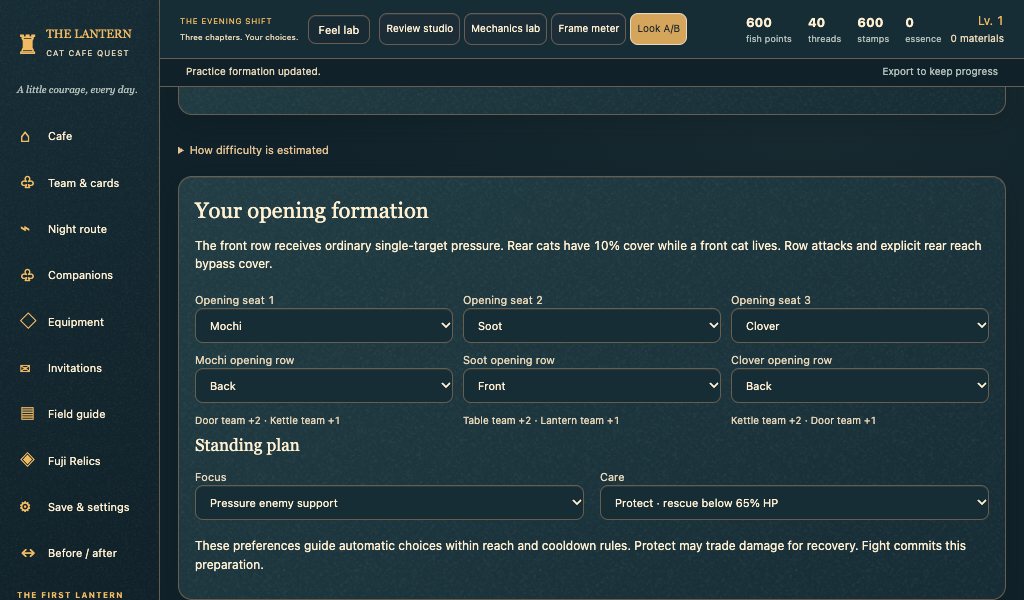 THE LANTERN
CAT CAFE QUEST
A little courage, every day.
Cafe
Team & cards
Night route
Companions
Equipment
Invitations
Field guide
Fuji Relics
Save & settings
Before / after
THE FIRST LANTERN
THE EVENING SHIFT
Three chapters. Your choices.
Feel lab
Review studio
Mechanics lab
Frame meter
Look A/B
600
fish points
40
threads
600
stamps
0
essence
Lv. 1
0 materials
Practice formation updated.
Export to keep progress
How difficulty is estimated
Your opening formation
The front row receives ordinary single-target pressure. Rear cats have 10% cover while a front cat lives. Row attacks and explicit rear reach
bypass cover.
Opening seat 1
Opening seat 2
Opening seat 3
Mochi
Soot
Clover
Mochi opening row
Soot opening row
Clover opening row
Back
Front
Back
Door team +2 · Kettle team +1
Table team +2 · Lantern team +1
Kettle team +2 · Door team +1
Standing plan
Focus
Care
Pressure enemy support
Protect · rescue below 65% HP
These preferences guide automatic choices within reach and cooldown rules. Protect may trade damage for recovery. Fight commits this
preparation.